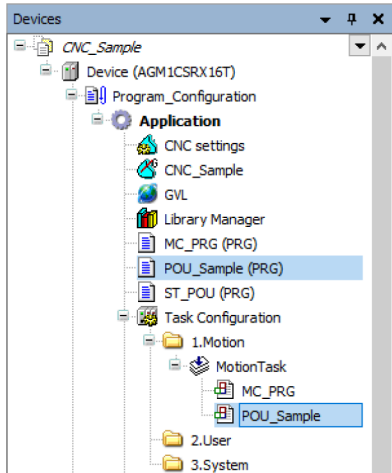 Devices
CNC_Sample
Device (AGM1CSRX16T)
Program_Configuration
Application
CNC settings
CNC_Sample
GVL
Library Manager
MC_PRG (PRG)
POU_Sample (PRG)
ST_POU (PRG)
Task Configuration
1.Motion
MotionTask
MC_PRG
POU_Sample
2.User
3.System